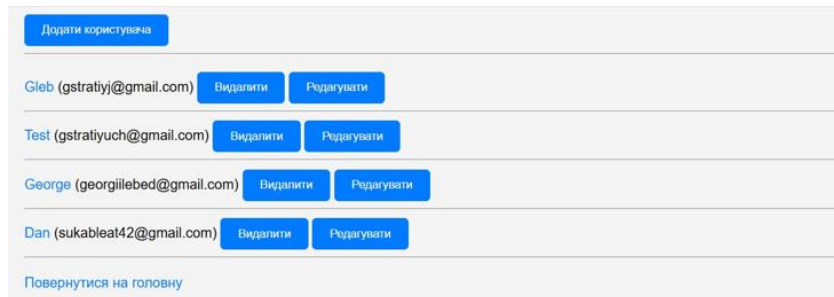 Додати користувача
Gleb (gstratiyj@gmail.com) Видалити Редагувати
Test (gstratiyuch@gmail.com) Видалити Редагувати
George (georgiilebed@gmail.com) Видалити Редагувати
Dan (sukableat42@gmail.com) Видалити Редагувати
Повернутися на головну